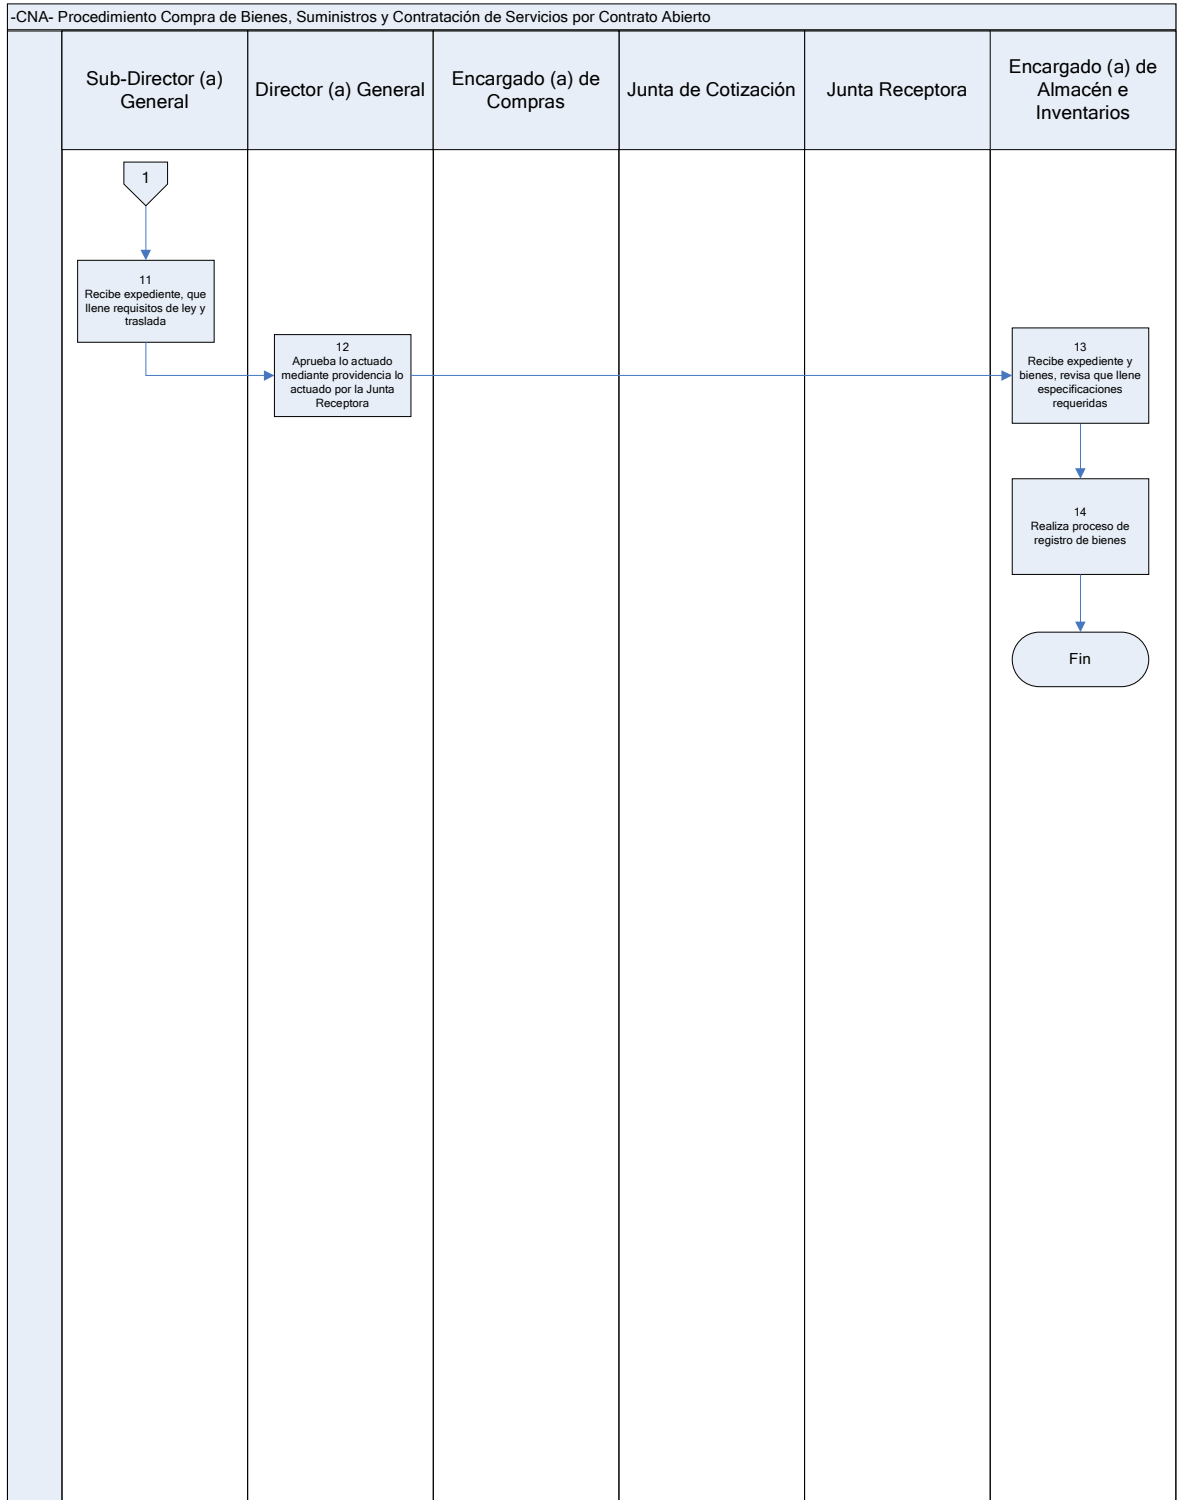 -CNA- Procedimiento Compra de Bienes, Suministros y Contratación de Servicios por Contrato Abierto
Sub-Director (a)
General
Director (a) General
Encargado (a) de
Compras
Junta de Cotización
Junta Receptora
Encargado (a) de
Almacén e
Inventarios
1
11
Recibe expediente, que
llene requisitos de ley y
traslada
12
Aprueba lo actuado
mediante providencia lo
actuado por la Junta
Receptora
13
Recibe expediente y
bienes, revisa que llene
especificaciones
requeridas
14
Realiza proceso de
registro de bienes
Fin